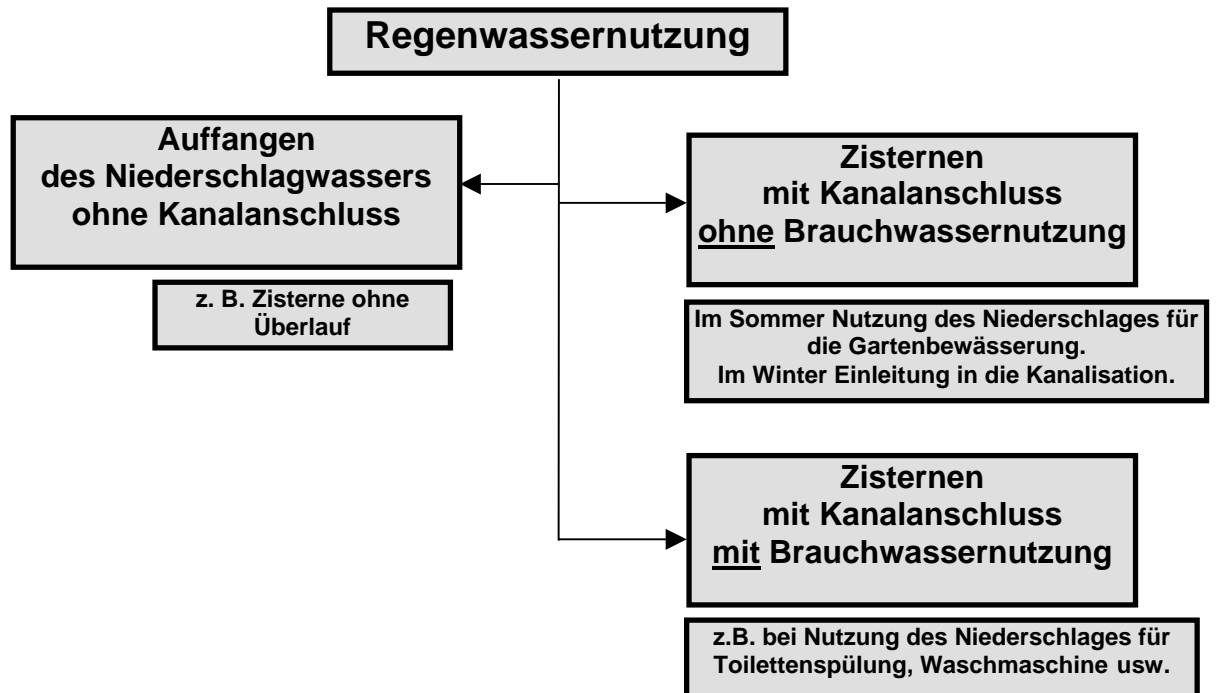 Regenwassernutzung
Auffangen
des Niederschlagwassers
ohne Kanalanschluss
z. B. Zisterne ohne
Überlauf
Zisternen
mit Kanalanschluss
ohne Brauchwassernutzung
Im Sommer Nutzung des Niederschlages für
die Gartenbewässerung.
Im Winter Einleitung in die Kanalisation.
Zisternen
mit Kanalanschluss
mit Brauchwassernutzung
z.B. bei Nutzung des Niederschlages für
Toilettenspülung, Waschmaschine usw.